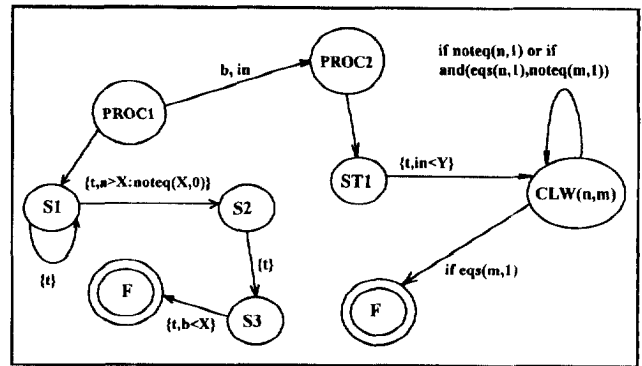 if noteq(n,1) or if
and(eqs(n,1),noteq(m,1))
PROC2
b, in
PROC1
{t,a>X:noteq(X,0)}
{t,in<Y}
S1
S2
ST1
CLW(n,m)
{t}
{t}
if eqs(m,1)
F
S3
F
{t,b<X}